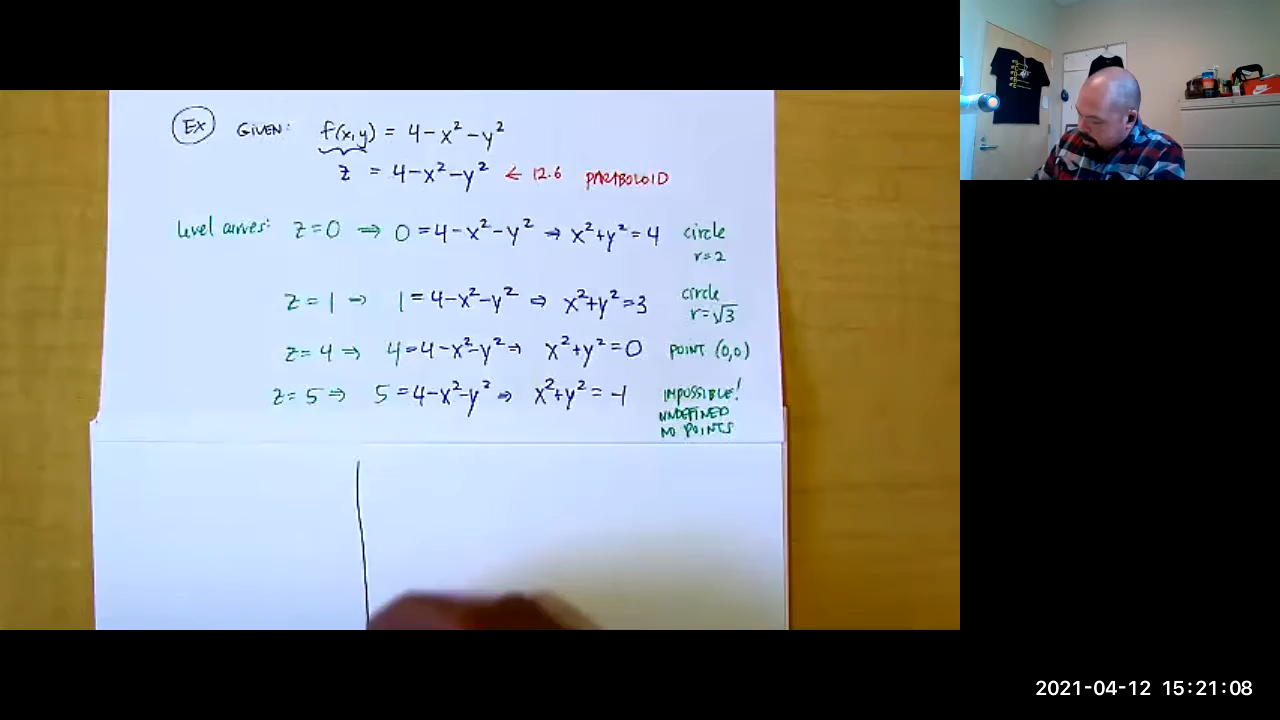 Ex GIVEN: f(x,y) = 4-x²-y²
z = 4-x²-y² ← 12.6 PARABOLOID
level curves: z=0 ⇒ 0=4-x²-y² ⇒ x²+y²=4 circle
r=2
z=1 ⇒ 1=4-x²-y² ⇒ x²+y²=3 circle
r=√3
z=4 ⇒ 4=4-x²-y² ⇒ x²+y²=0 POINT (0,0)
z=5 ⇒ 5=4-x²-y² ⇒ x²+y²=-1 IMPOSSIBLE!
UNDEFINED
NO POINTS
2021-04-12 15:21:08